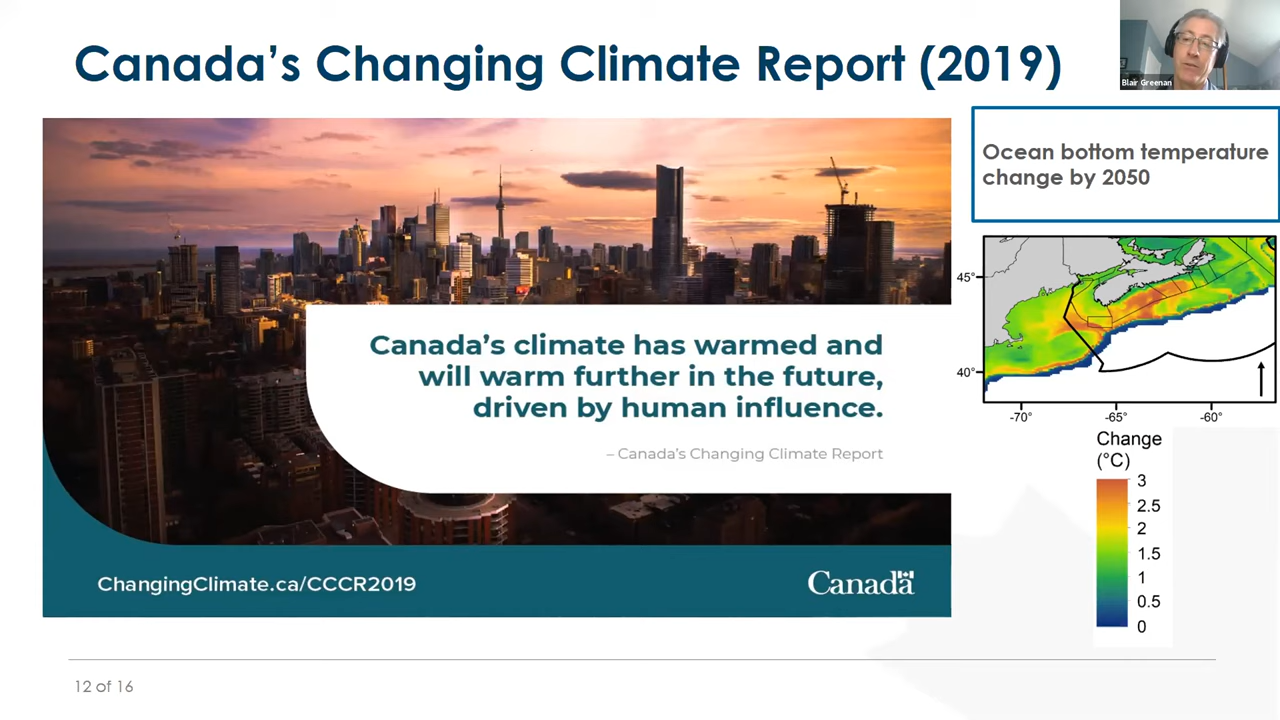 Canada's Changing Climate Report (2019)
Blair Greenan
Ocean bottom temperature
change by 2050
Canada's climate has warmed and
will warm further in the future,
driven by human influence.
– Canada's Changing Climate Report
ChangingClimate.ca/CCCR2019
Canada
45°
40°
-70°
-65°
-60°
Change
(°C)
3
2.5
2
1.5
1
0.5
0
12 of 16